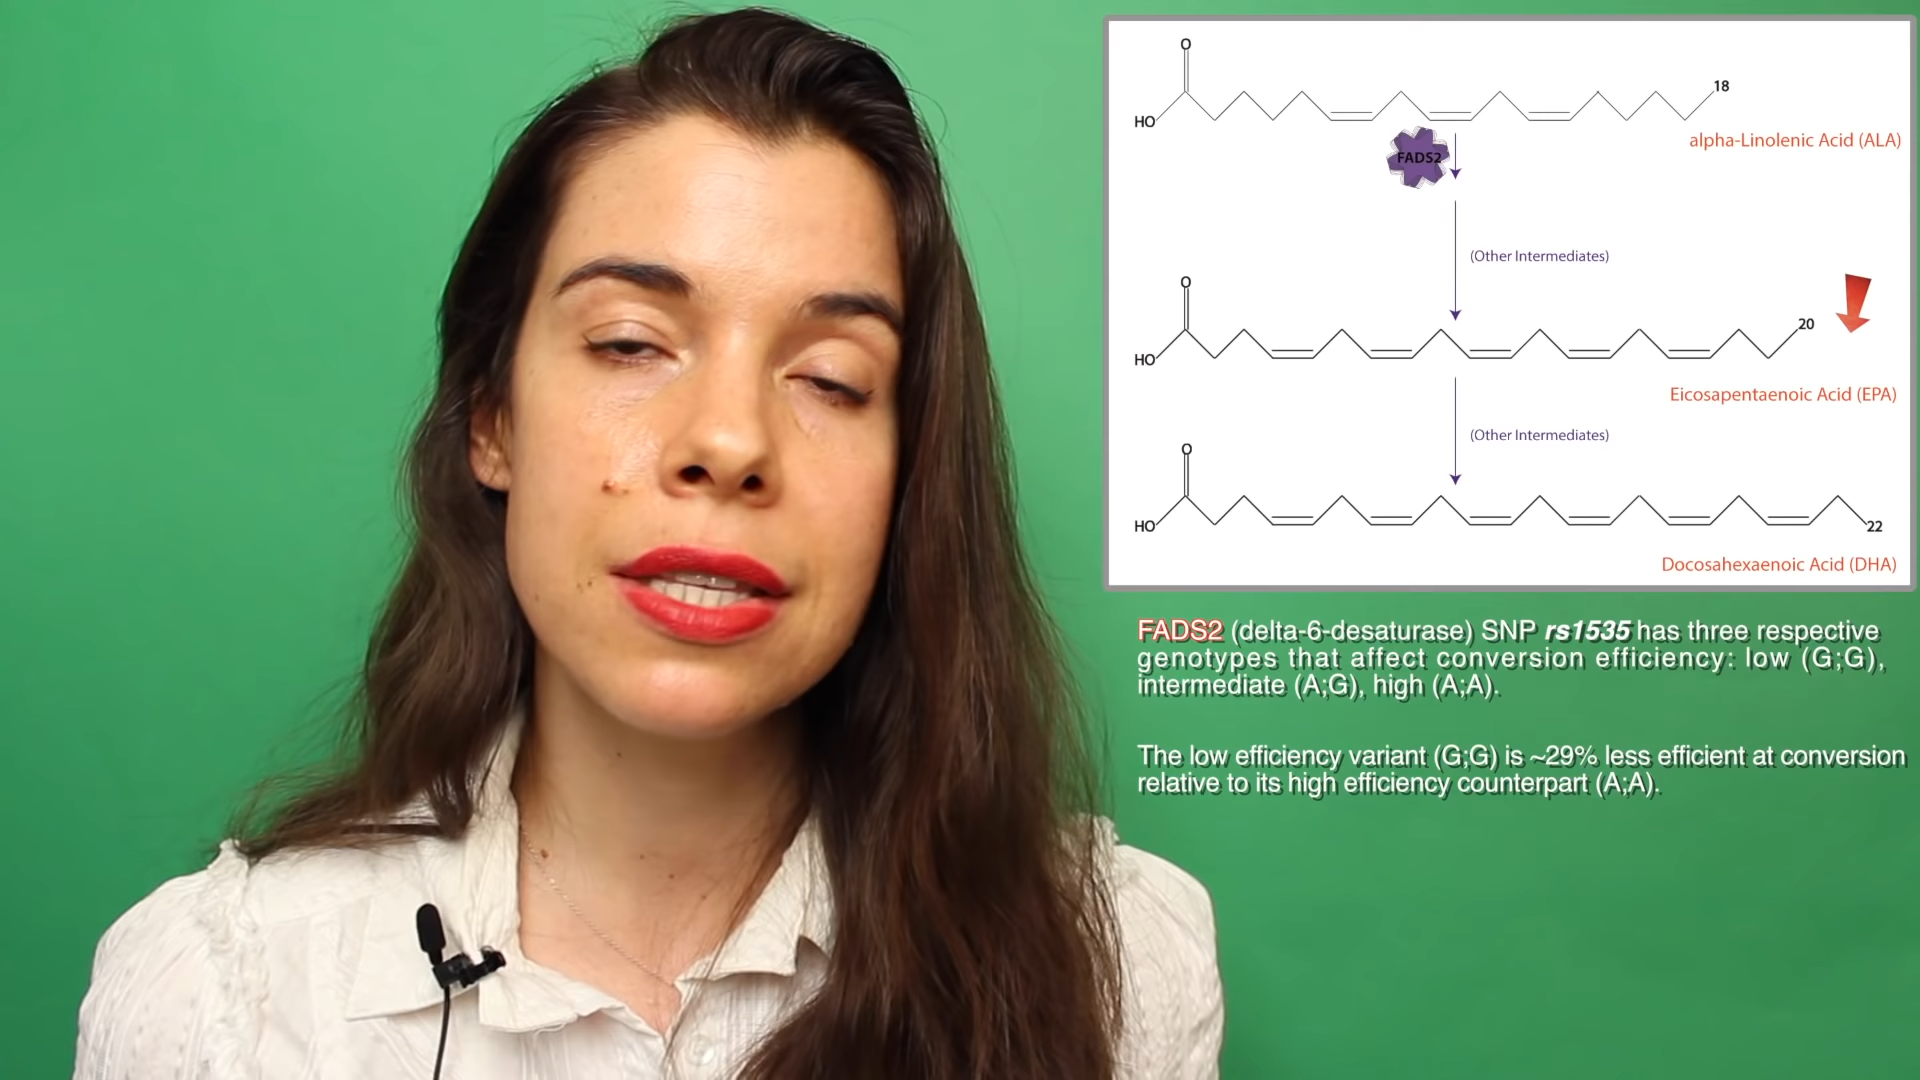 O
HO
18
alpha-Linolenic Acid (ALA)
FADS2
(Other Intermediates)
O
HO
20
Eicosapentaenoic Acid (EPA)
(Other Intermediates)
O
HO
22
Docosahexaenoic Acid (DHA)
FADS2 (delta-6-desaturase) SNP rs1535 has three respective
genotypes that affect conversion efficiency: low (G;G),
intermediate (A;G), high (A;A).
The low efficiency variant (G;G) is ~29% less efficient at conversion
relative to its high efficiency counterpart (A;A).